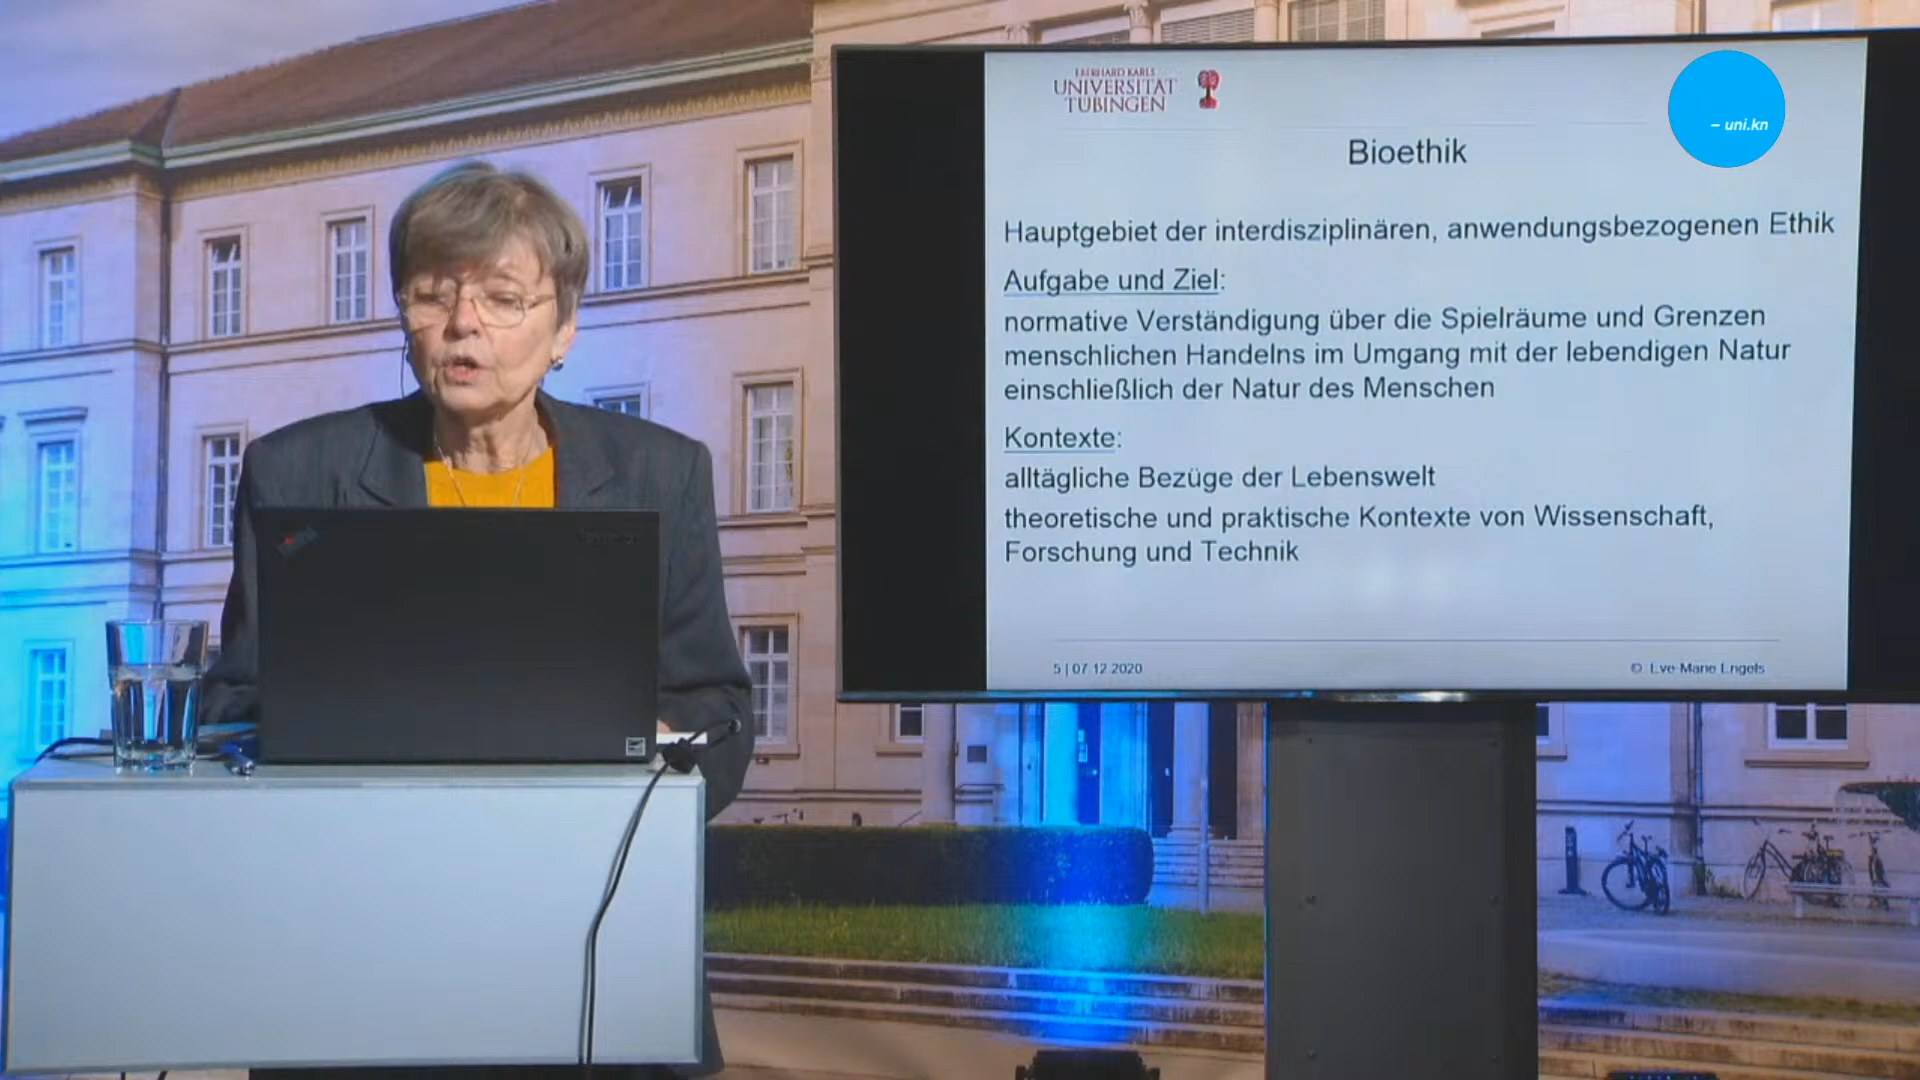 EBERHARD KARLS
UNIVERSITÄT
TÜBINGEN
– uni.kn
Bioethik
Hauptgebiet der interdisziplinären, anwendungsbezogenen Ethik
Aufgabe und Ziel:
normative Verständigung über die Spielräume und Grenzen
menschlichen Handelns im Umgang mit der lebendigen Natur
einschließlich der Natur des Menschen
Kontexte:
alltägliche Bezüge der Lebenswelt
theoretische und praktische Kontexte von Wissenschaft,
Forschung und Technik
5 | 07.12.2020
© Eve-Marie Engels